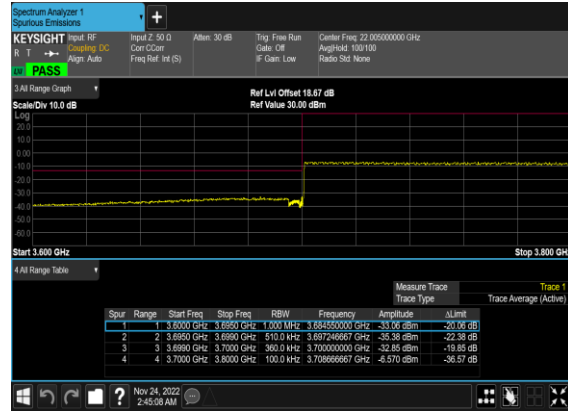 Spectrum Analyzer 1
Spurious Emissions
KEYSIGHT Input: RF Input Z: 50 Ω Atten: 30 dB Trig: Free Run Center Freq: 22.005000000 GHz
R T Coupling: DC Corr CCorr Gate: Off Avg|Hold: 100/100
Align: Auto Freq Ref: Int (S) IF Gain: Low Radio Std: None
PASS
3 All Range Graph
Ref Lvl Offset 18.67 dB
Scale/Div 10.0 dB Ref Value 30.00 dBm
Log
20.0
10.0
0.00
-10.0
-20.0
-30.0
-40.0
-50.0
-60.0
Start 3.600 GHz Stop 3.800 GHz
4 All Range Table
Measure Trace Trace 1
Trace Type Trace Average (Active)
Spur Range Start Freq Stop Freq RBW Frequency Amplitude ΔLimit
1 1 3.6000 GHz 3.6950 GHz 1.000 MHz 3.684550000 GHz -33.06 dBm -20.06 dB
2 2 3.6950 GHz 3.6990 GHz 510.0 kHz 3.697246667 GHz -35.38 dBm -22.38 dB
3 3 3.6990 GHz 3.7000 GHz 360.0 kHz 3.700000000 GHz -32.85 dBm -19.85 dB
4 4 3.7000 GHz 3.8000 GHz 100.0 kHz 3.708666667 GHz -6.570 dBm -36.57 dB
? Nov 24, 2022
2:45:08 AM